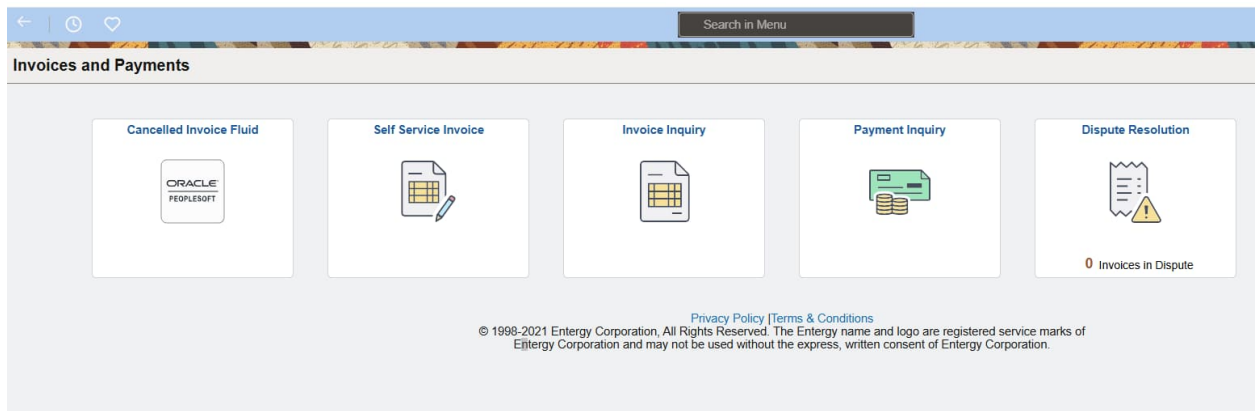 Search in Menu
Invoices and Payments
Cancelled Invoice Fluid
Self Service Invoice
Invoice Inquiry
Payment Inquiry
Dispute Resolution
ORACLE
PEOPLESOFT
0 Invoices in Dispute
Privacy Policy |Terms & Conditions
© 1998-2021 Entergy Corporation, All Rights Reserved. The Entergy name and logo are registered service marks of
Entergy Corporation and may not be used without the express, written consent of Entergy Corporation.